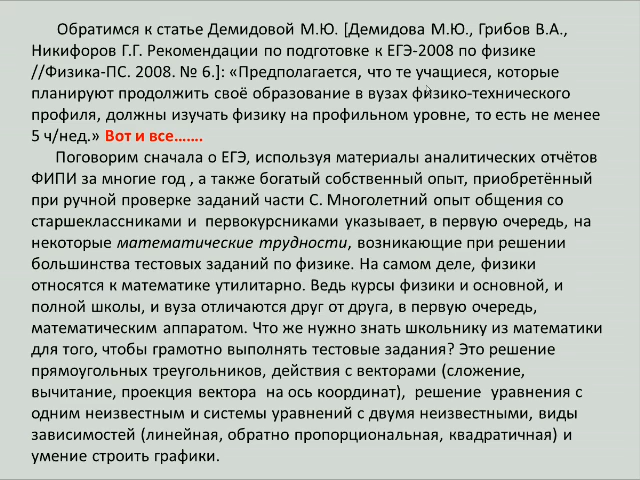 Обратимся к статье Демидовой М.Ю. [Демидова М.Ю., Грибов В.А.,
Никифоров Г.Г. Рекомендации по подготовке к ЕГЭ-2008 по физике
//Физика-ПС. 2008. № 6.]: «Предполагается, что те учащиеся, которые
планируют продолжить своё образование в вузах физико-технического
профиля, должны изучать физику на профильном уровне, то есть не менее
5 ч/нед.» Вот и все…….
Поговорим сначала о ЕГЭ, используя материалы аналитических отчётов
ФИПИ за многие год , а также богатый собственный опыт, приобретённый
при ручной проверке заданий части С. Многолетний опыт общения со
старшеклассниками и первокурсниками указывает, в первую очередь, на
некоторые математические трудности, возникающие при решении
большинства тестовых заданий по физике. На самом деле, физики
относятся к математике утилитарно. Ведь курсы физики и основной, и
полной школы, и вуза отличаются друг от друга, в первую очередь,
математическим аппаратом. Что же нужно знать школьнику из математики
для того, чтобы грамотно выполнять тестовые задания? Это решение
прямоугольных треугольников, действия с векторами (сложение,
вычитание, проекция вектора на ось координат), решение уравнения с
одним неизвестным и системы уравнений с двумя неизвестными, виды
зависимостей (линейная, обратно пропорциональная, квадратичная) и
умение строить графики.